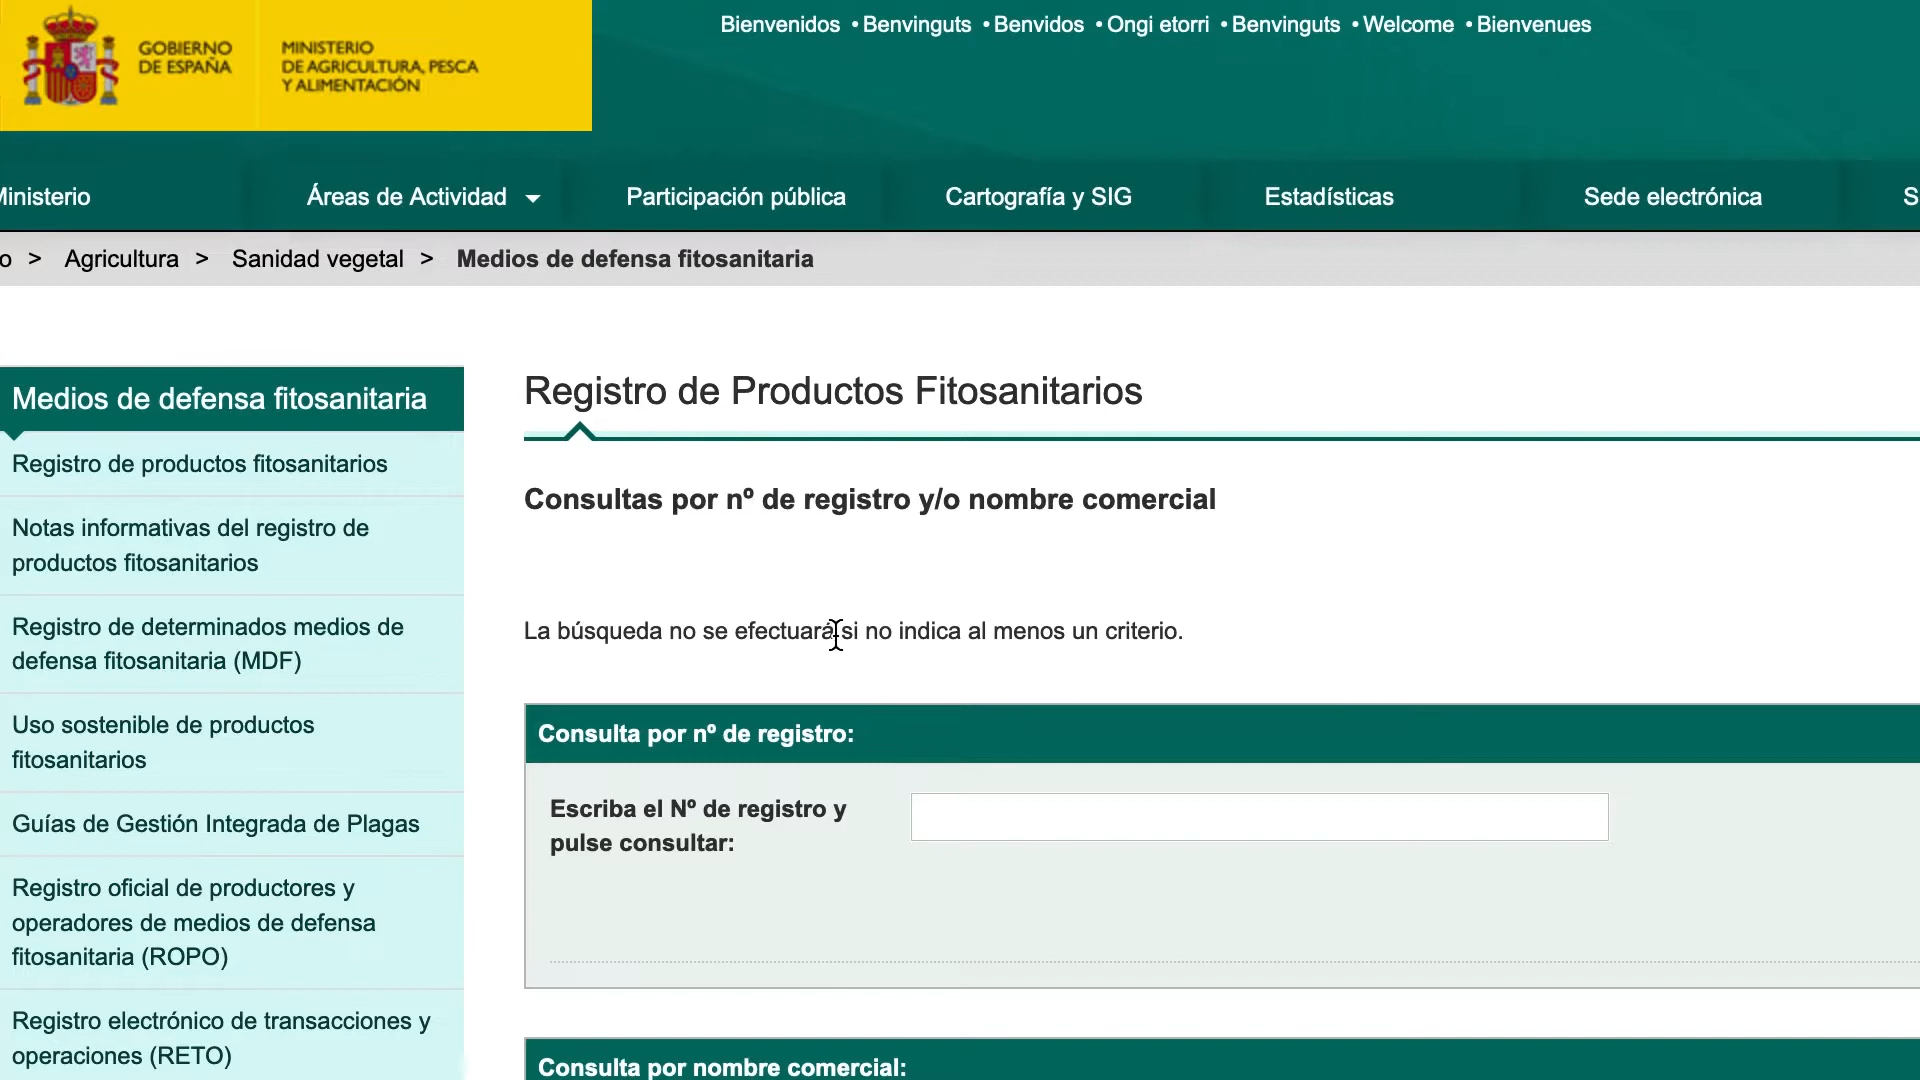 GOBIERNO
DE ESPAÑA
MINISTERIO
DE AGRICULTURA, PESCA
Y ALIMENTACIÓN
Bienvenidos • Benvinguts • Benvidos • Ongi etorri • Benvinguts • Welcome • Bienvenues
Ministerio
Áreas de Actividad
Participación pública
Cartografía y SIG
Estadísticas
Sede electrónica
S
o > Agricultura > Sanidad vegetal > Medios de defensa fitosanitaria
Medios de defensa fitosanitaria
Registro de productos fitosanitarios
Notas informativas del registro de
productos fitosanitarios
Registro de determinados medios de
defensa fitosanitaria (MDF)
Uso sostenible de productos
fitosanitarios
Guías de Gestión Integrada de Plagas
Registro oficial de productores y
operadores de medios de defensa
fitosanitaria (ROPO)
Registro electrónico de transacciones y
operaciones (RETO)
Registro de Productos Fitosanitarios
Consultas por nº de registro y/o nombre comercial
La búsqueda no se efectuará si no indica al menos un criterio.
Consulta por nº de registro:
Escriba el Nº de registro y
pulse consultar:
Consulta por nombre comercial: